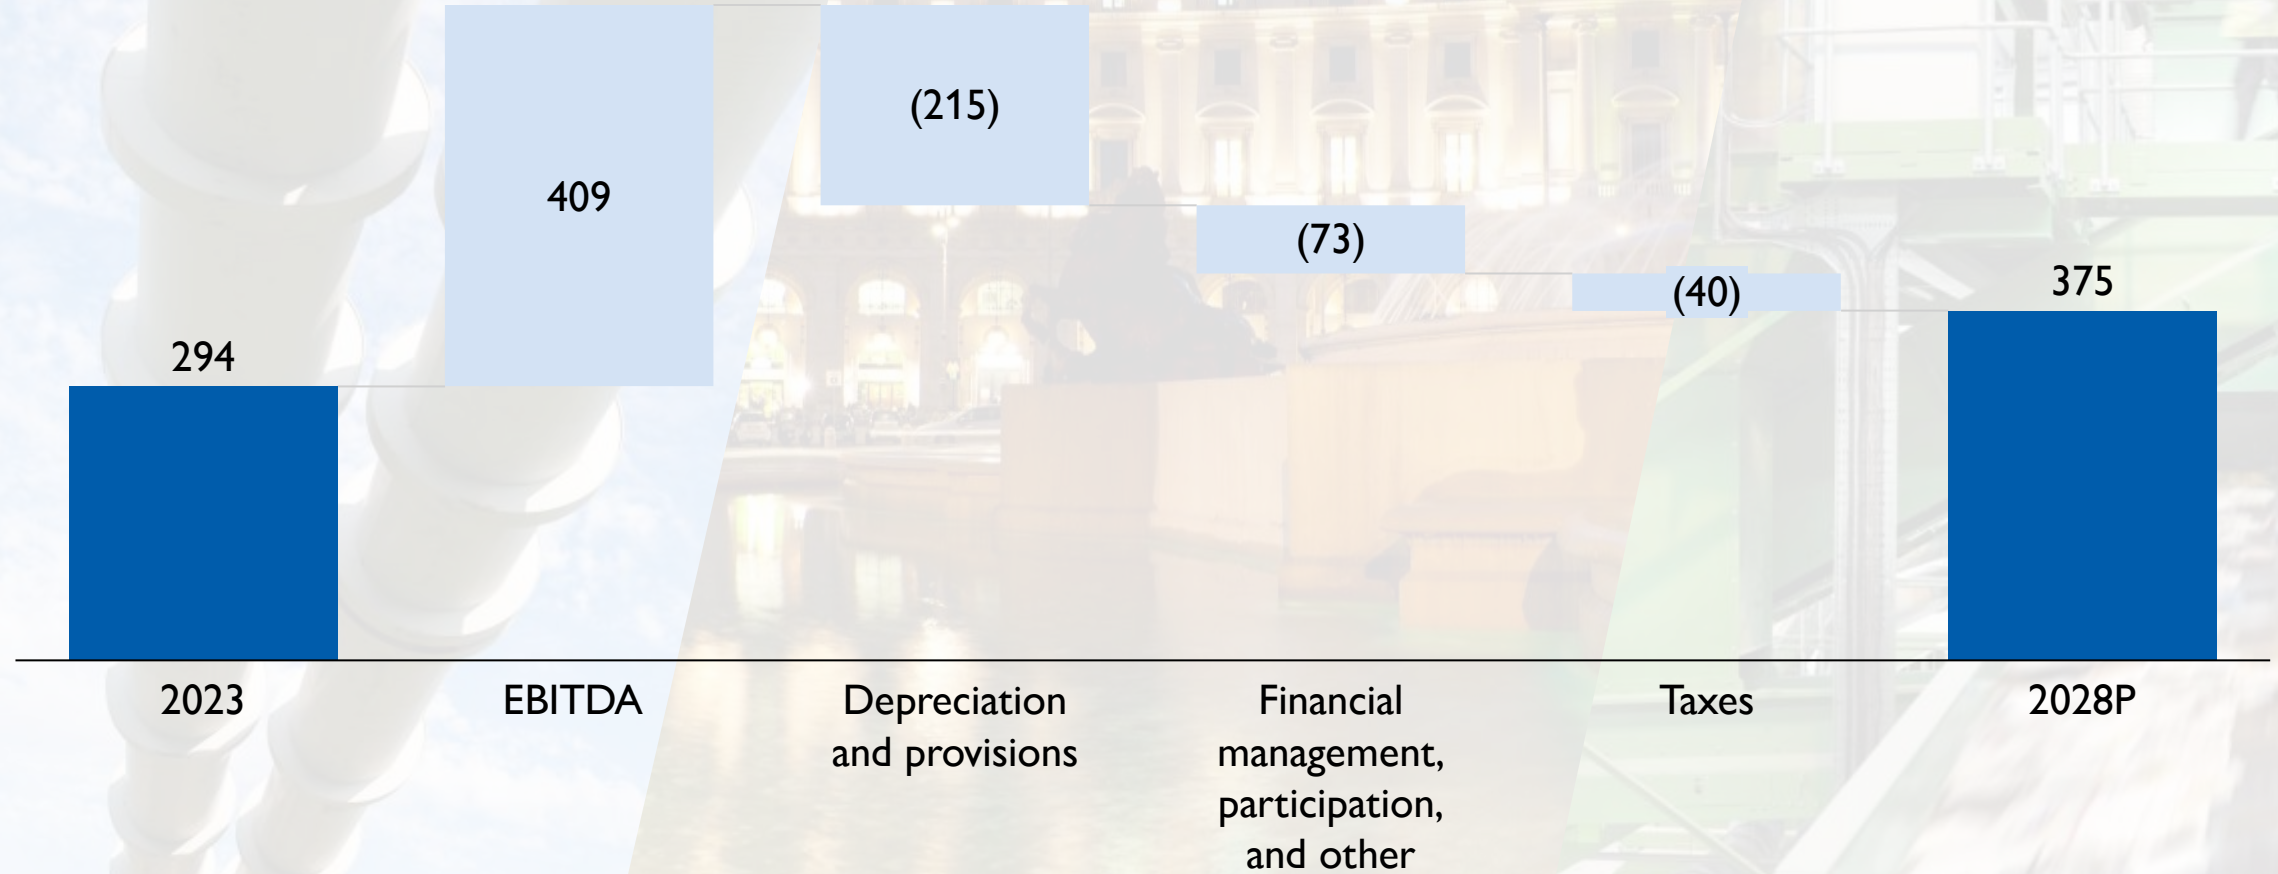 409
(215)
(73)
(40)
294
375
2023
EBITDA
Depreciation
and provisions
Financial
management,
participation,
and other
Taxes
2028P